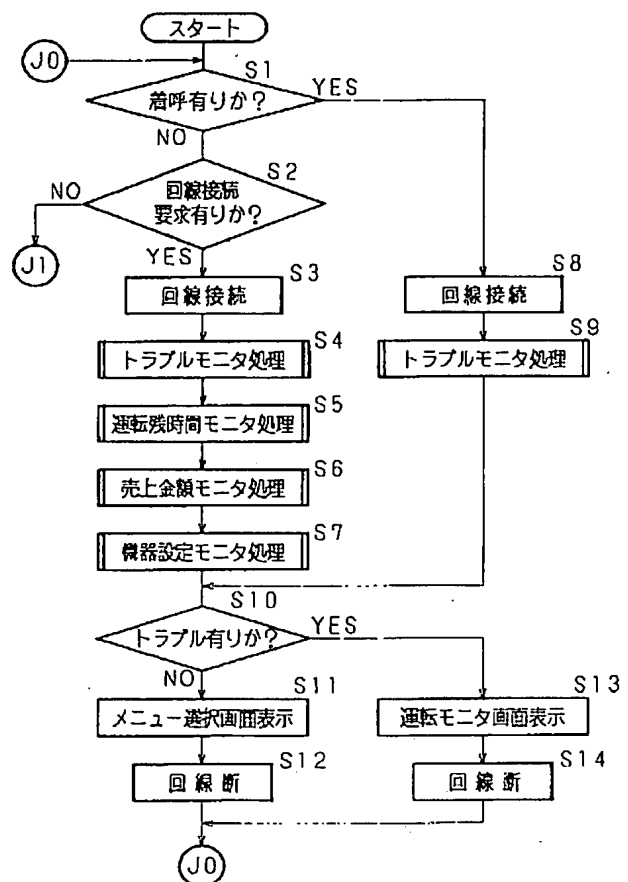 スタート
J0
S1
着呼有りか?
YES
NO
S2
回線接続
要求有りか?
NO
J1
YES
S3
回線接続
S8
回線接続
S4
トラブルモニタ処理
S9
トラブルモニタ処理
S5
運転残時間モニタ処理
S6
売上金額モニタ処理
S7
機器設定モニタ処理
S10
トラブル有りか?
YES
NO
S11
メニュー選択画面表示
S13
運転モニタ画面表示
S12
回線断
S14
回線断
J0